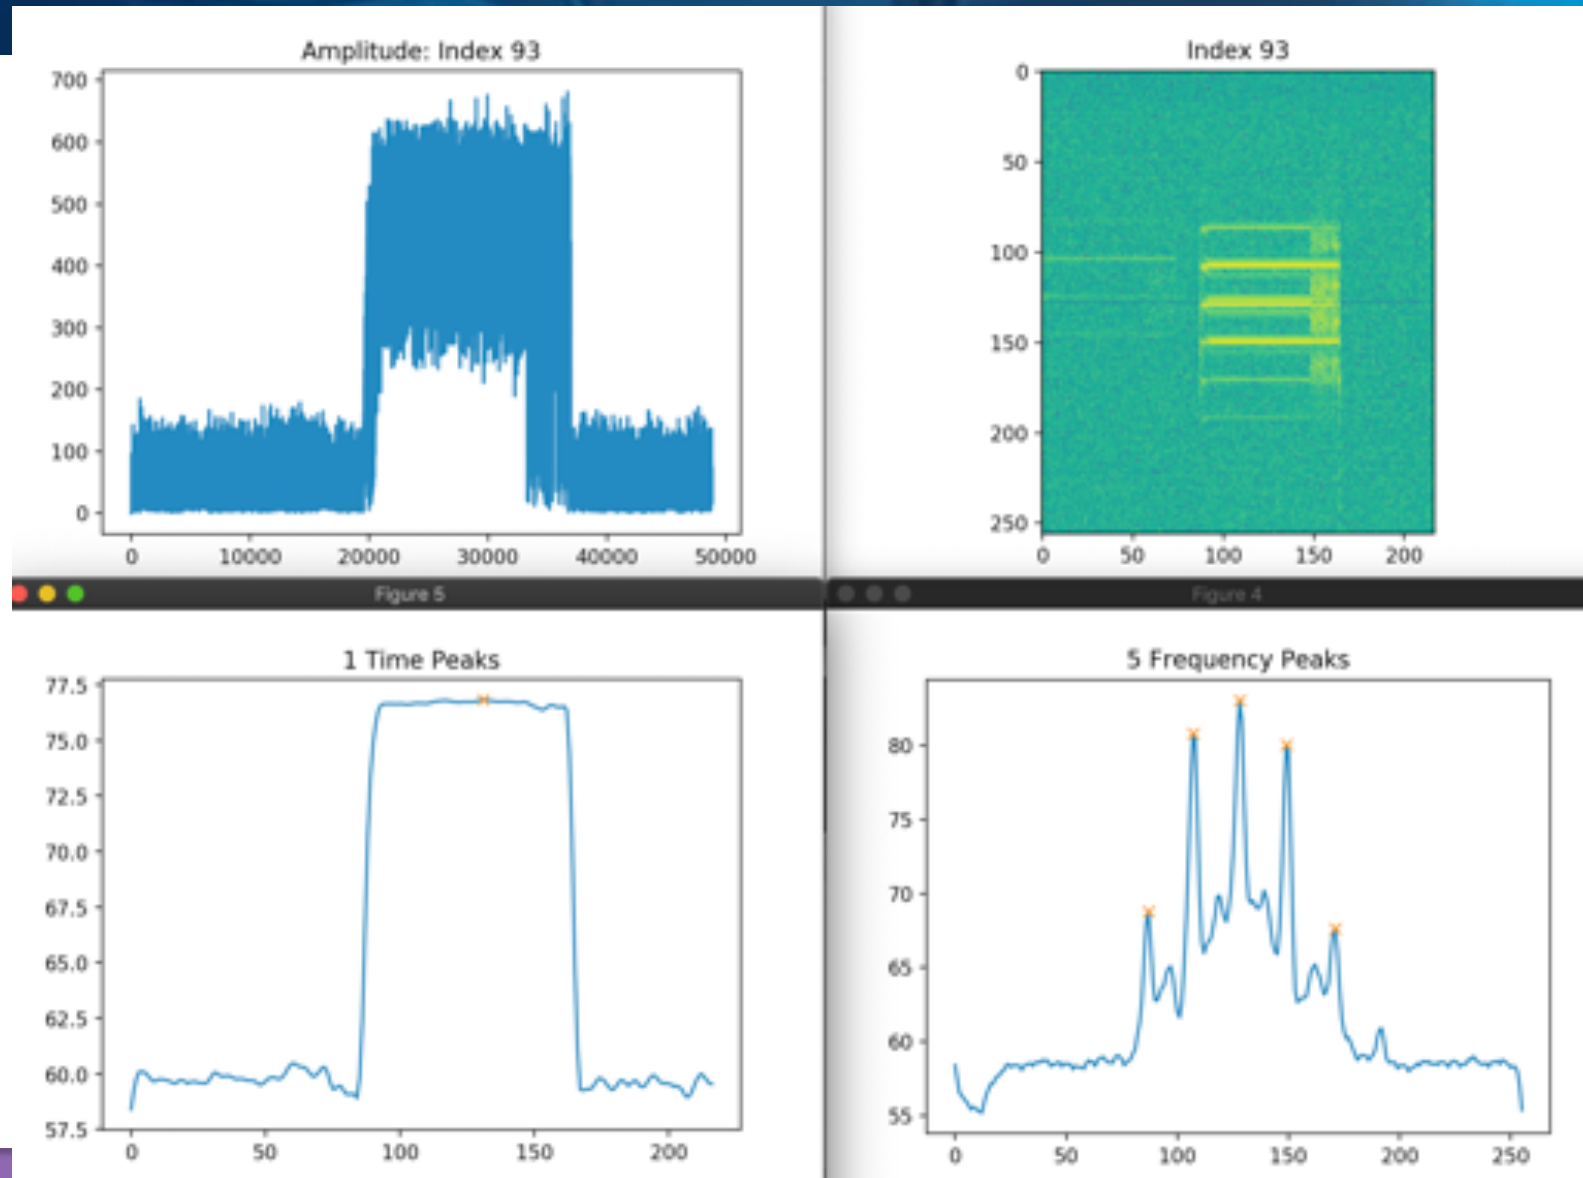 Amplitude: Index 93
700
600
500
400
300
200
100
0
0 10000 20000 30000 40000 50000
Index 93
0
50
100
150
200
250
0 50 100 150 200
Figure 5
1 Time Peaks
77.5
75.0
72.5
70.0
67.5
65.0
62.5
60.0
57.5
0 50 100 150 200
Figure 4
5 Frequency Peaks
80
75
70
65
60
55
0 50 100 150 200 250